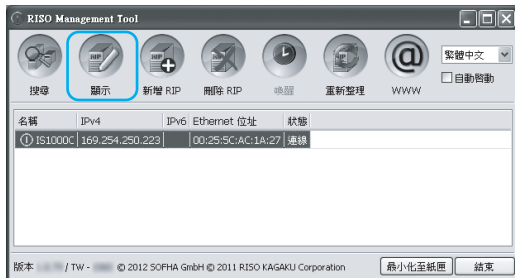 RISO Management Tool
搜尋 顯示 新增 RIP 刪除 RIP 喚醒 重新整理 WWW
繁體中文
自動啓動
名稱 IPv4 IPv6 Ethernet 位址 狀態
IS1000C 169.254.250.223 00:25:5C:AC:1A:27 連線
版本 / TW - © 2012 SOFHA GmbH © 2011 RISO KAGAKU Corporation 最小化至紙匣 結束